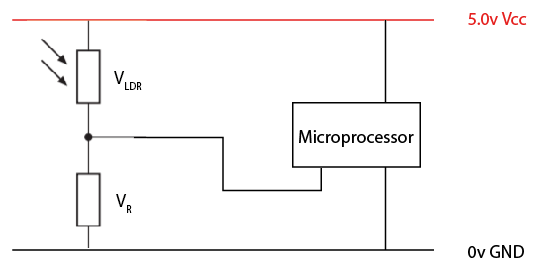 5.0v Vcc
VLDR
Microprocessor
VR
0v GND